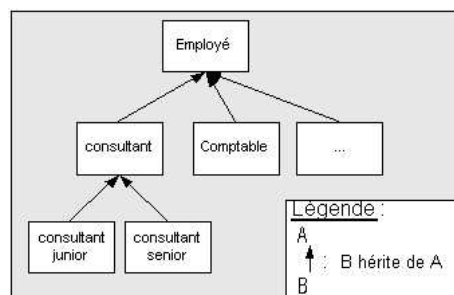 Employé
consultant
Comptable
...
consultant
junior
consultant
senior
Légende :
A
: B hérite de A
B